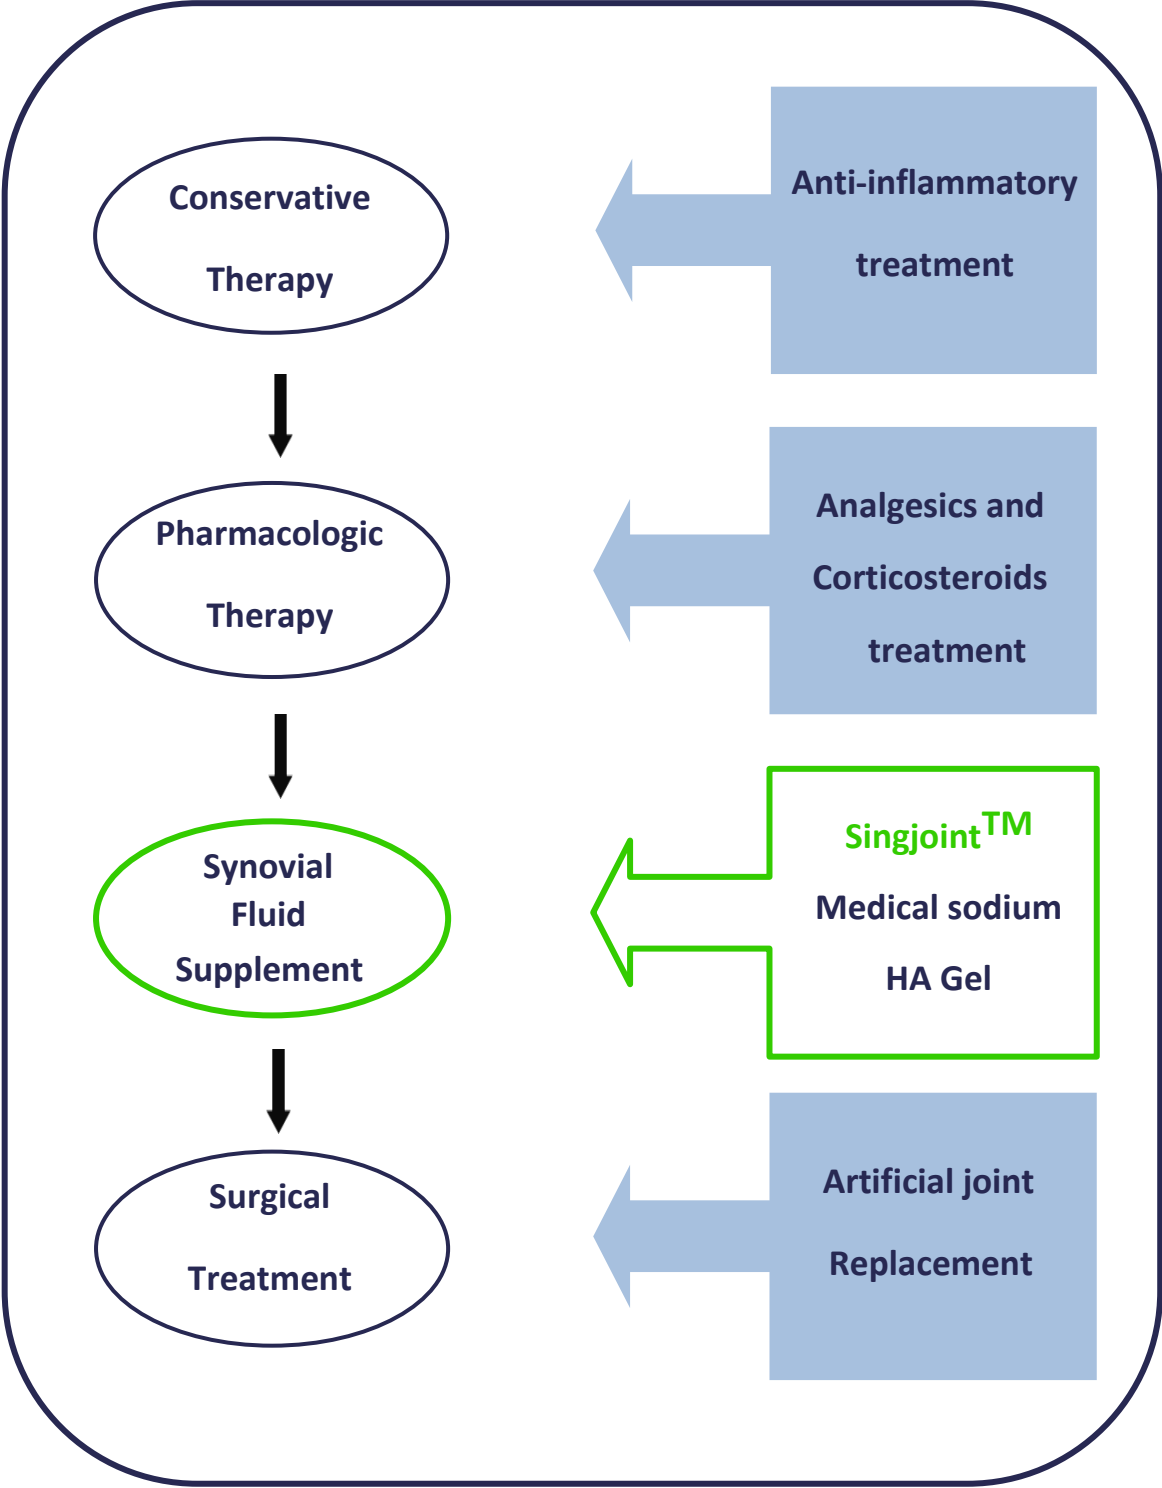 Conservative
Therapy
Anti-inflammatory
treatment
Pharmacologic
Therapy
Analgesics and
Corticosteroids
treatment
Synovial
Fluid
Supplement
Singjoint™
Medical sodium
HA Gel
Surgical
Treatment
Artificial joint
Replacement